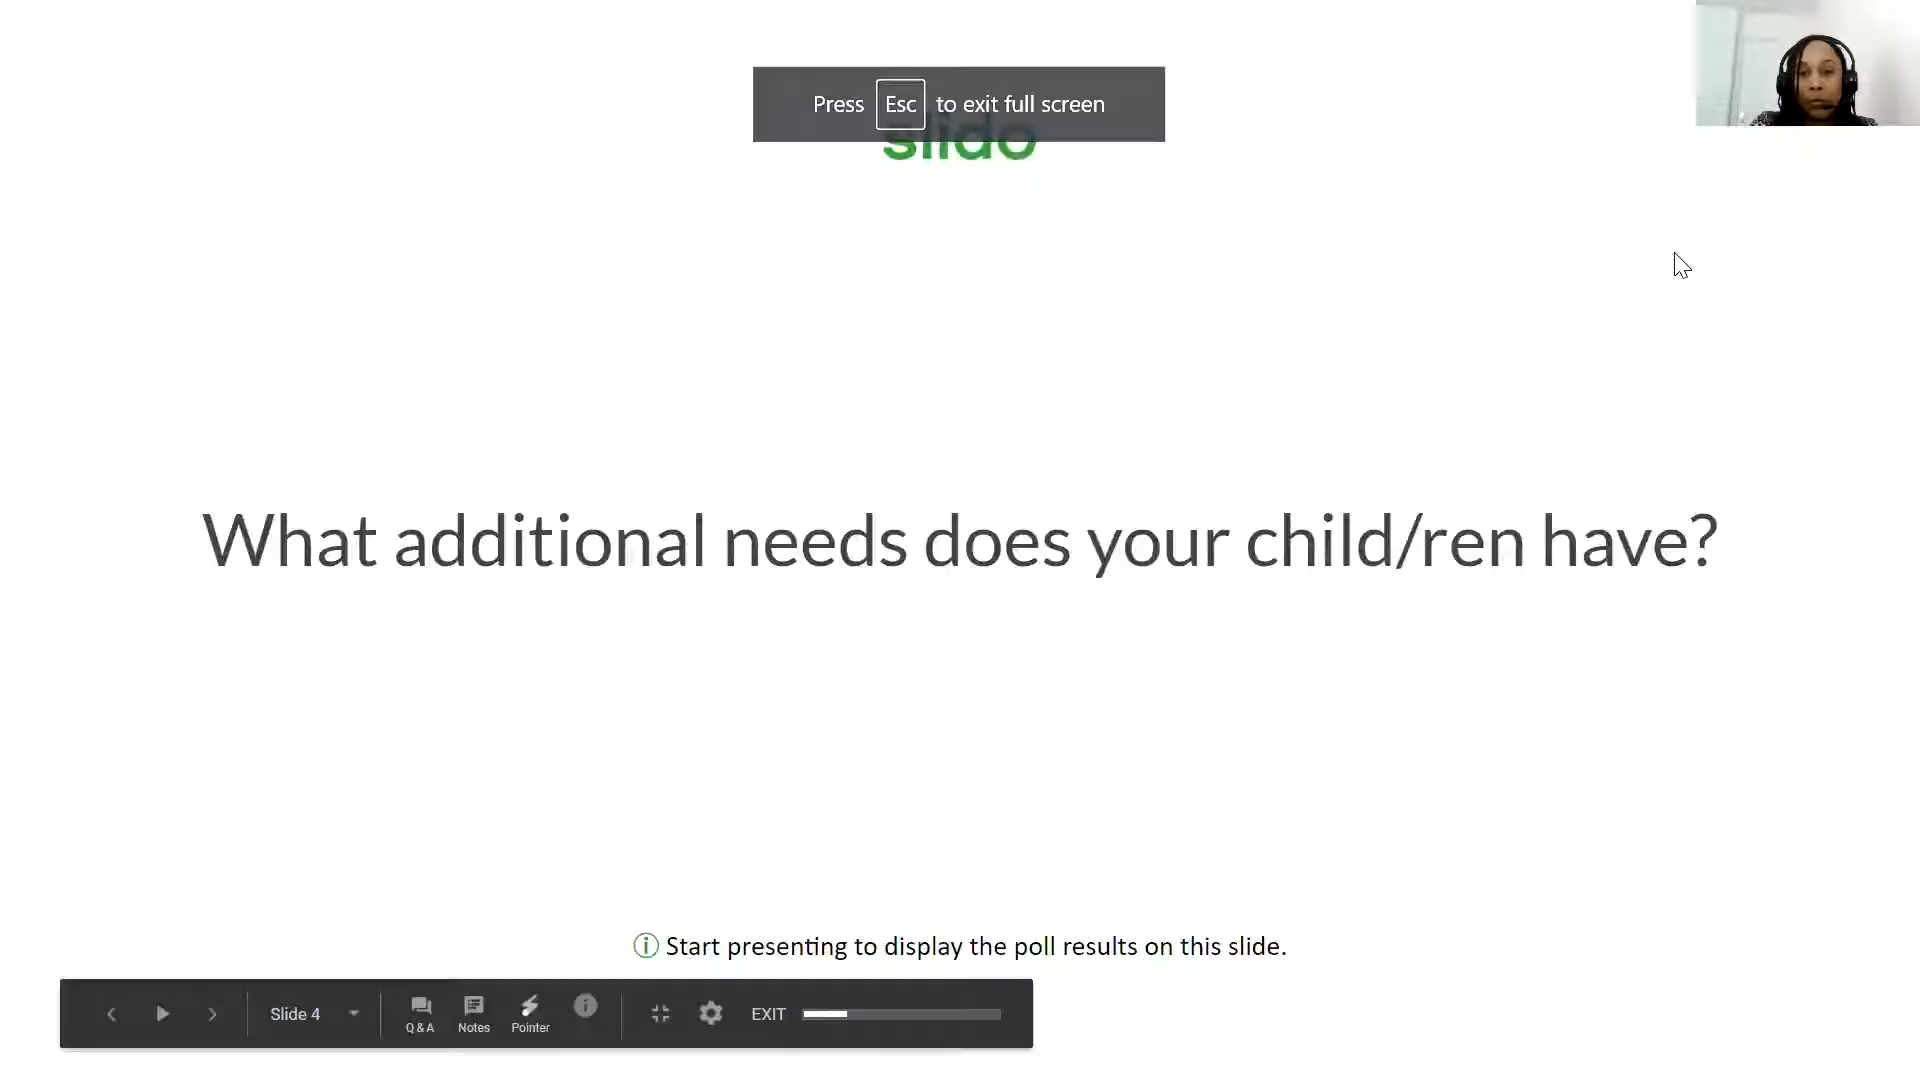 Press Esc to exit full screen
slido
What additional needs does your child/ren have?
Start presenting to display the poll results on this slide.
Slide 4
Q & A
Notes
Pointer
EXIT